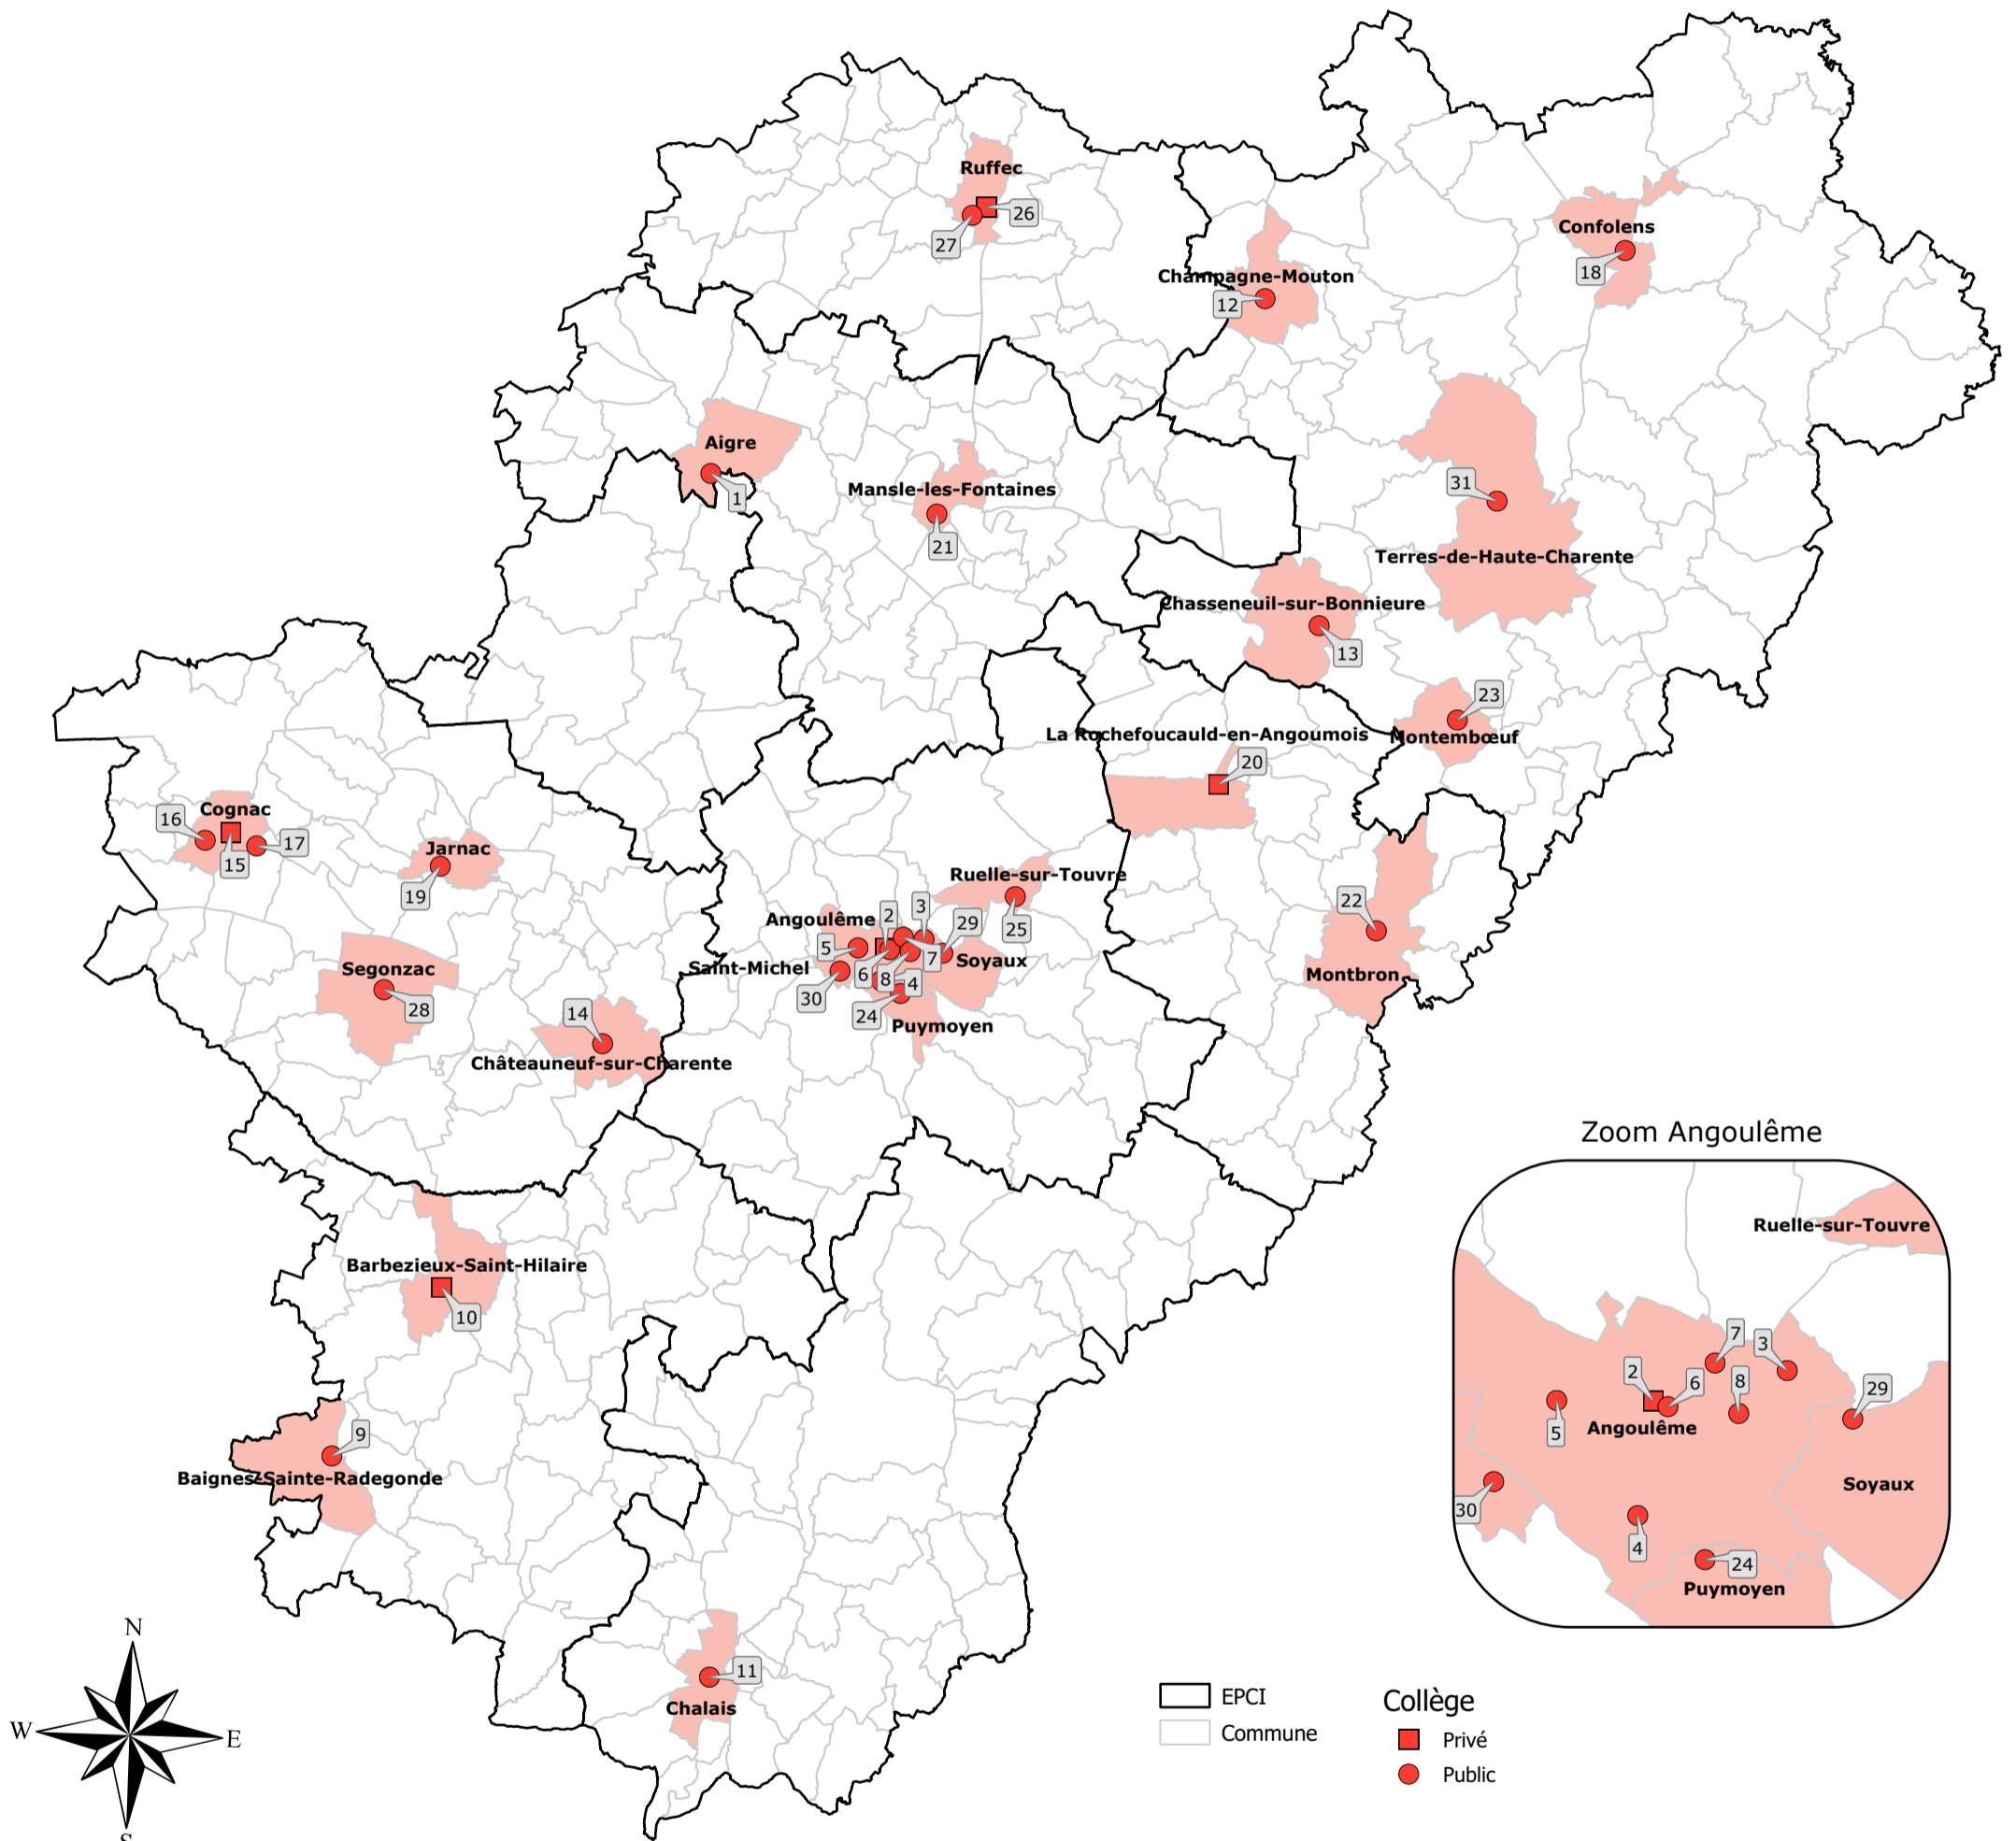 Ruffec
26
27
Confolens
18
Champagne-Mouton
12
Aigre
1
Mansle-les-Fontaines
21
31
Terres-de-Haute-Charente
Chasseneuil-sur-Bonnieure
13
23
Montembœuf
La Rochefoucauld-en-Angoumois
20
Cognac
16
15
17
Jarnac
19
Ruelle-sur-Touvre
25
Angoulême
2
3
29
5
6
8
7
4
Soyaux
Saint-Michel
30
24
Puymoyen
22
Montbron
Segonzac
28
14
Châteauneuf-sur-Charente
Barbezieux-Saint-Hilaire
10
9
Baignes-Sainte-Radegonde
11
Chalais
Zoom Angoulême
Ruelle-sur-Touvre
7
3
2
6
8
29
5
Angoulême
Soyaux
30
4
24
Puymoyen
N
W
E
S
EPCI
Commune
Collège
Privé
Public